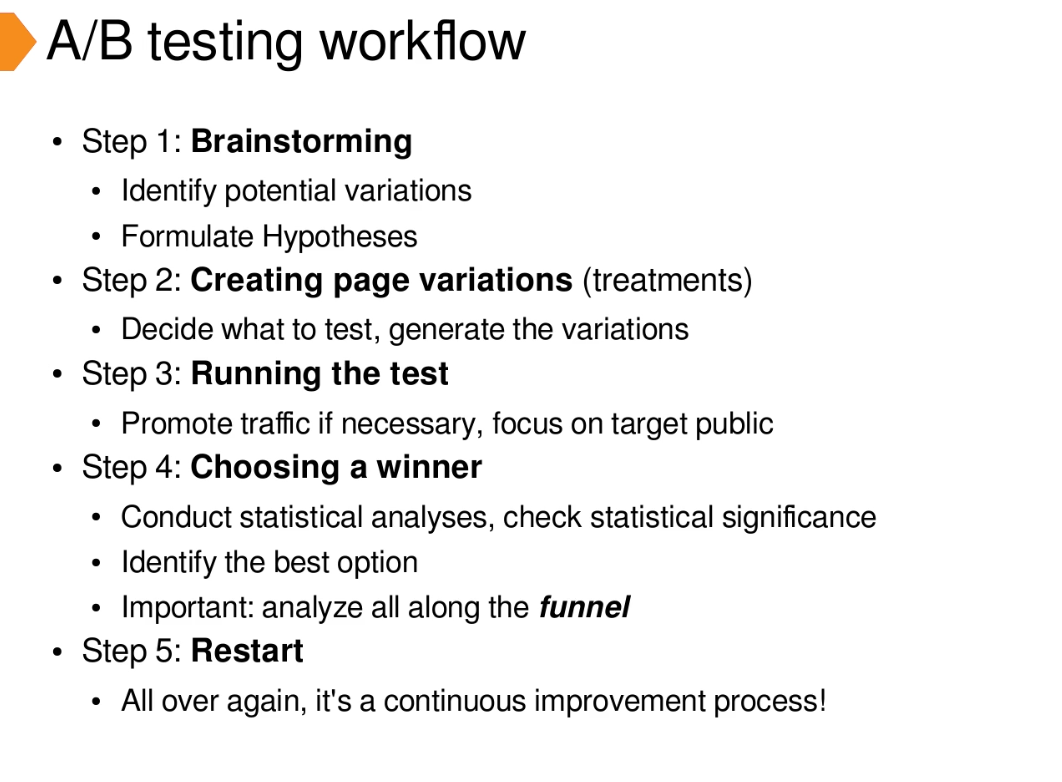 A/B testing workflow
• Step 1: Brainstorming
• Identify potential variations
• Formulate Hypotheses
• Step 2: Creating page variations (treatments)
• Decide what to test, generate the variations
• Step 3: Running the test
• Promote traffic if necessary, focus on target public
• Step 4: Choosing a winner
• Conduct statistical analyses, check statistical significance
• Identify the best option
• Important: analyze all along the funnel
• Step 5: Restart
• All over again, it's a continuous improvement process!